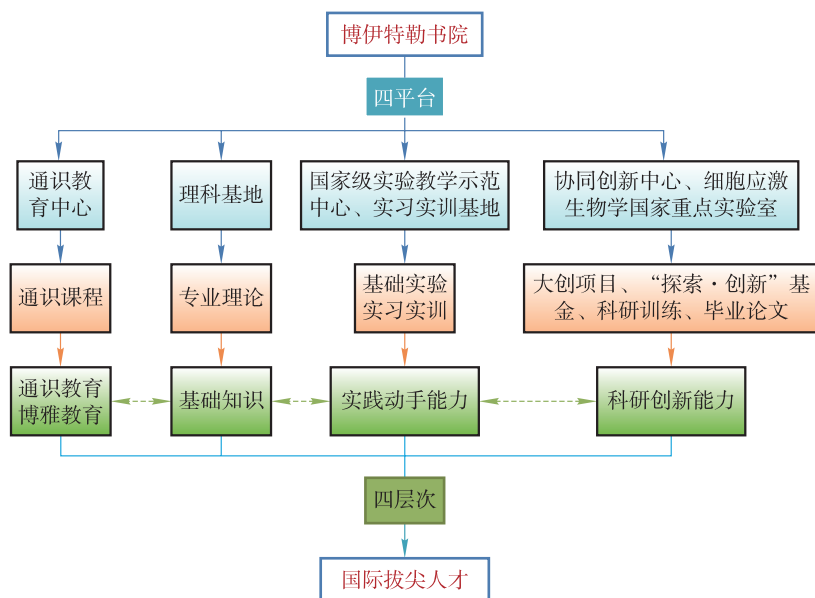 博伊特勒书院
四平台
通识教
育中心
理科基地
国家级实验教学示范
中心、实习实训基地
协同创新中心、细胞应激
生物学国家重点实验室
通识课程
专业理论
基础实验
实习实训
大创项目、“探索·创新”基
金、科研训练、毕业论文
通识教育
博雅教育
基础知识
实践动手能力
科研创新能力
四层次
国际拔尖人才